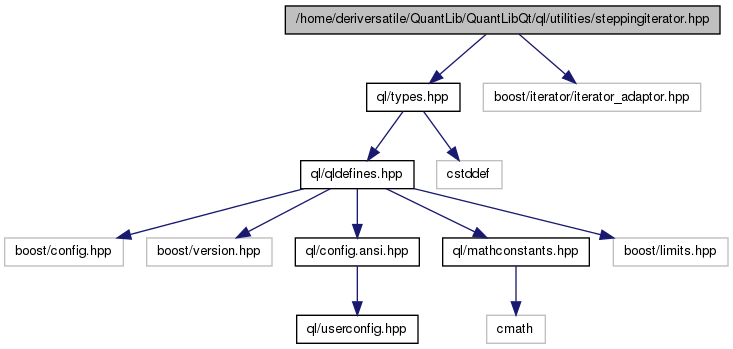 /home/deriversatile/QuantLib/QuantLibQt/ql/utilities/steppingiterator.hpp
ql/types.hpp
boost/iterator/iterator_adaptor.hpp
ql/qldefines.hpp
cstddef
boost/config.hpp
boost/version.hpp
ql/config.ansi.hpp
ql/mathconstants.hpp
boost/limits.hpp
ql/userconfig.hpp
cmath